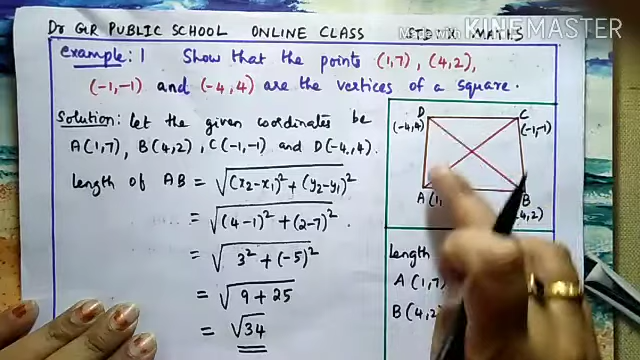 Dr GLR PUBLIC SCHOOL ONLINE CLASS
Made with KINEMASTER
example: 1 Show that the points (1,7), (4,2),
(-1,-1) and (-4,4) are the vertices of a square.
Solution: Let the given coordinates be
A(1,7), B(4,2), C(-1,-1) and D(-4,4).
Length of AB = √(x₂-x₁)² + (y₂-y₁)²
= √(4-1)² + (2-7)²
= √3² + (-5)²
= √9 + 25
= √34
D C
(-4,4) (-1,-1)
A (1, B
4,2)
Length
A (1,7)
B(4,2